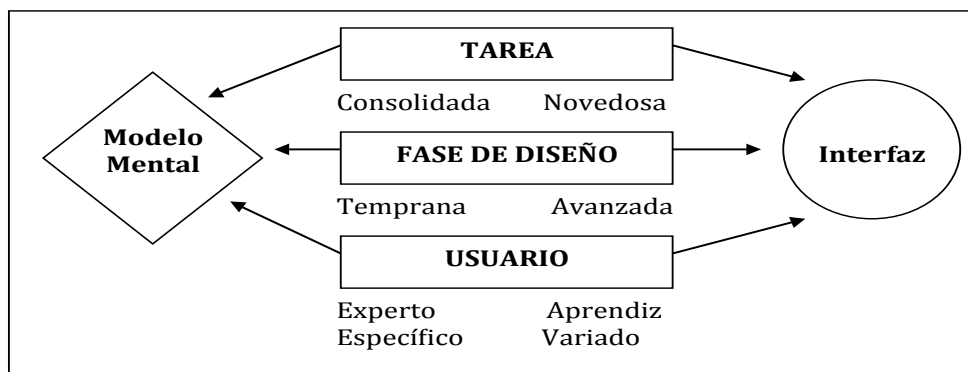 TAREA
Consolidada Novedosa
Modelo
Mental
FASE DE DISEÑO
Interfaz
Temprana Avanzada
USUARIO
Experto Aprendiz
Específico Variado